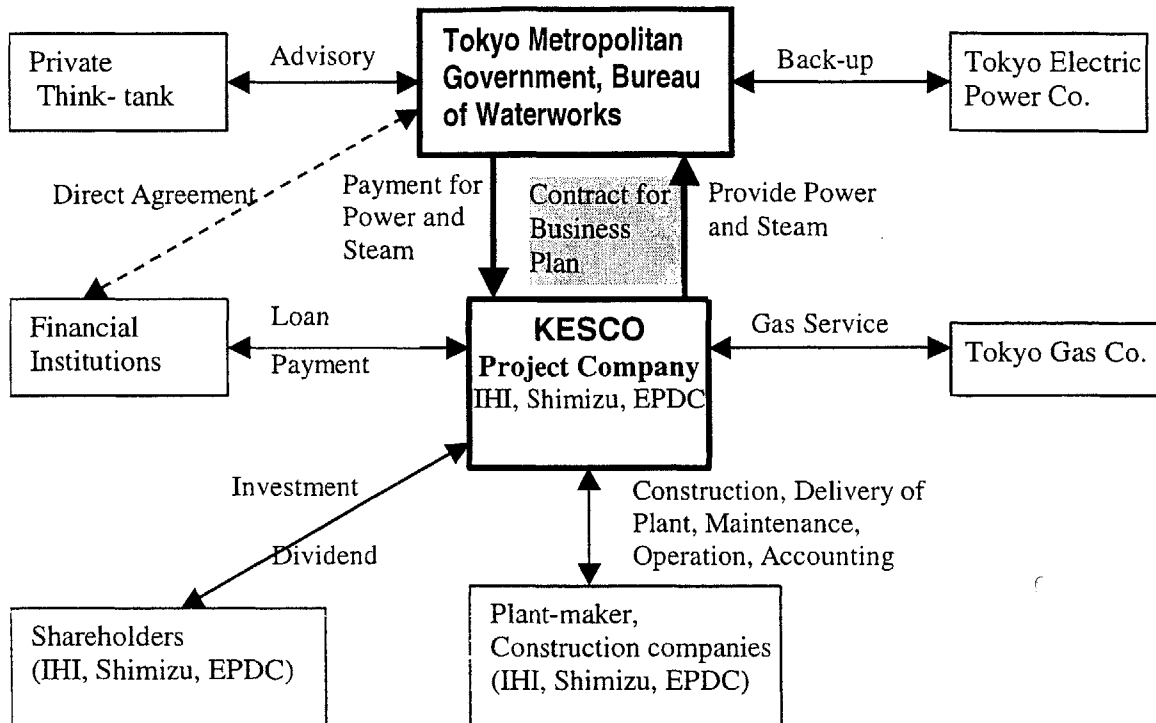 Private
Think- tank
Advisory
Tokyo Metropolitan
Government, Bureau
of Waterworks
Back-up
Tokyo Electric
Power Co.
Direct Agreement
Payment for
Power and
Steam
Contract for
Business
Plan
Provide Power
and Steam
Financial
Institutions
Loan
Payment
KESCO
Project Company
IHI, Shimizu, EPDC
Gas Service
Tokyo Gas Co.
Investment
Dividend
Construction, Delivery of
Plant, Maintenance,
Operation, Accounting
Shareholders
(IHI, Shimizu, EPDC)
Plant-maker,
Construction companies
(IHI, Shimizu, EPDC)